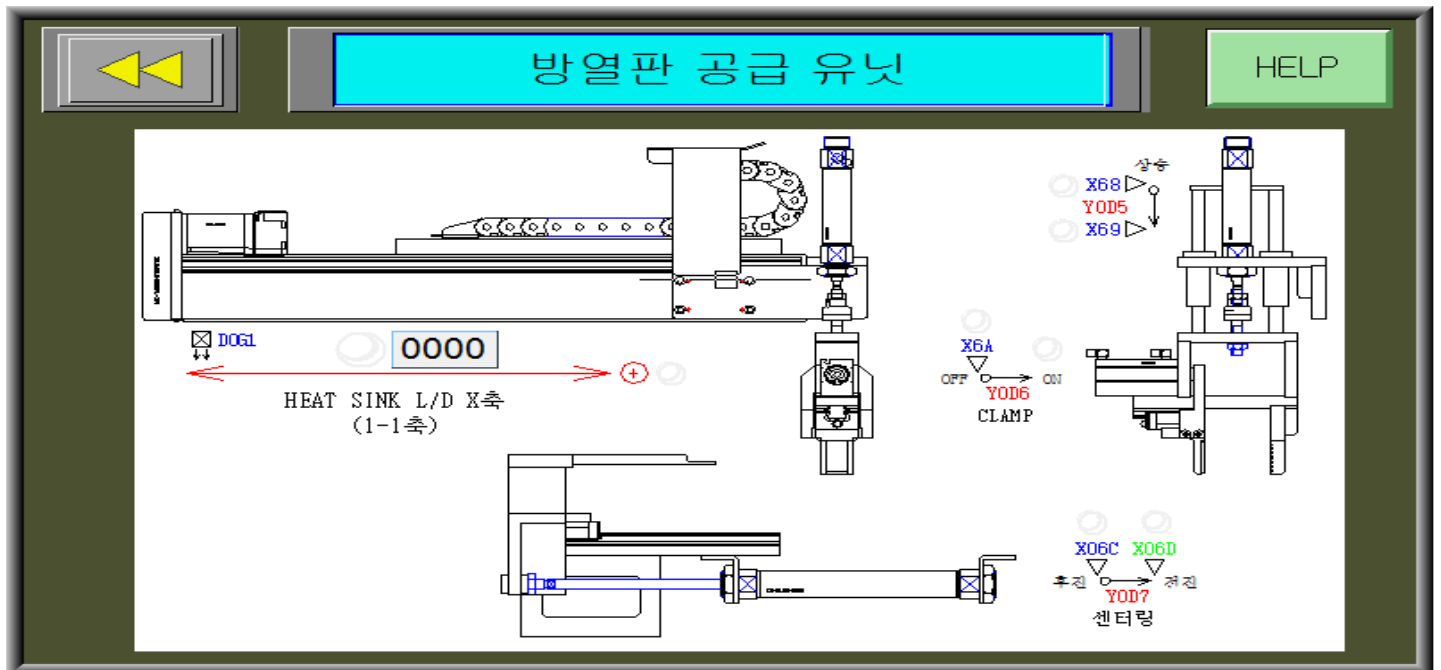 방열판 공급 유닛
HELP
상승
X68
Y0D5
X69
DOG1
0000
HEAT SINK L/D X축
(1-1축)
X6A
OFF
ON
Y0D6
CLAMP
X06C X06D
후진
전진
Y0D7
센터링